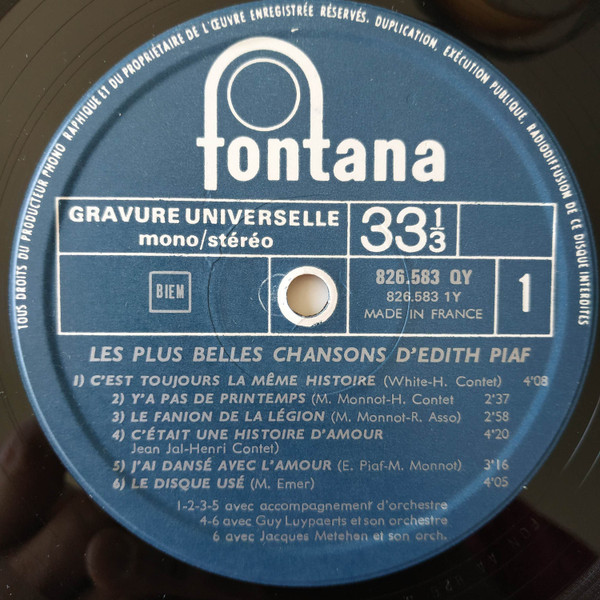 TOUS DROITS DU PRODUCTEUR PHONO RAPHIQUE ET DU PROPRIÉTAIRE DE L'ŒUVRE ENREGISTRÉE RÉSERVÉS. DUPLICATION, EXÉCUTION PUBLIQUE, RADIODIFFUSION DE CE DISQUE INTERDITES
fontana
GRAVURE UNIVERSELLE
mono/stéréo
33 1/3
BIEM
826.583 QY
826.583 1Y
MADE IN FRANCE
1
LES PLUS BELLES CHANSONS D'EDITH PIAF
1) C'EST TOUJOURS LA MÊME HISTOIRE (White-H. Contet) 4'08
2) Y'A PAS DE PRINTEMPS (M. Monnot-H. Contet 2'37
3) LE FANION DE LA LÉGION (M. Monnot-R. Asso) 2'58
4) C'ÉTAIT UNE HISTOIRE D'AMOUR 4'20
Jean Jal-Henri Contet)
5) J'AI DANSÉ AVEC L'AMOUR (E. Piaf-M. Monnot) 3'16
6) LE DISQUE USÉ (M. Emer) 4'05
1-2-3-5 avec accompagnement d'orchestre
4-6 avec Guy Luypaerts et son orchestre
6 avec Jacques Metehen et son orch.